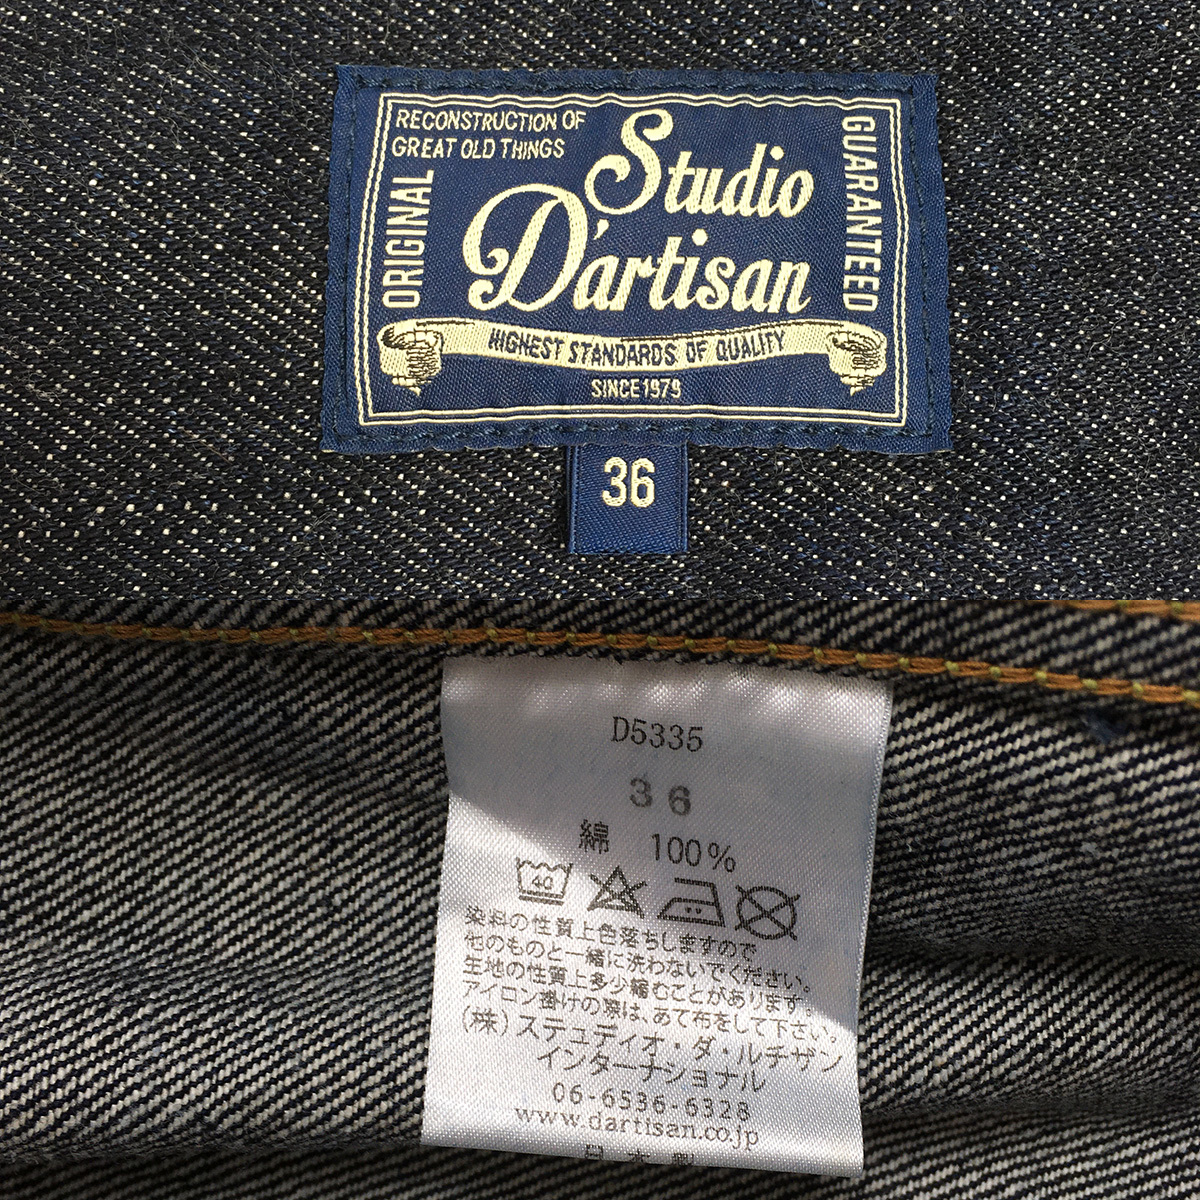 RECONSTRUCTION OF
GREAT OLD THINGS
ORIGINAL
Studio
D'artisan
GUARANTEED
HIGHEST STANDARDS OF QUALITY
SINCE 1979
36
D5335
36
綿 100%
40
染料の性質上色落ちしますので
他のものと一緒に洗わないでください。
生地の性質上多少縮むことがあります。
アイロン掛けの際は、あて布をして下さい。
(株)ステュディオ・ダ・ルチザン
インターナショナル
06-6536-6328
www.dartisan.co.jp
日本製